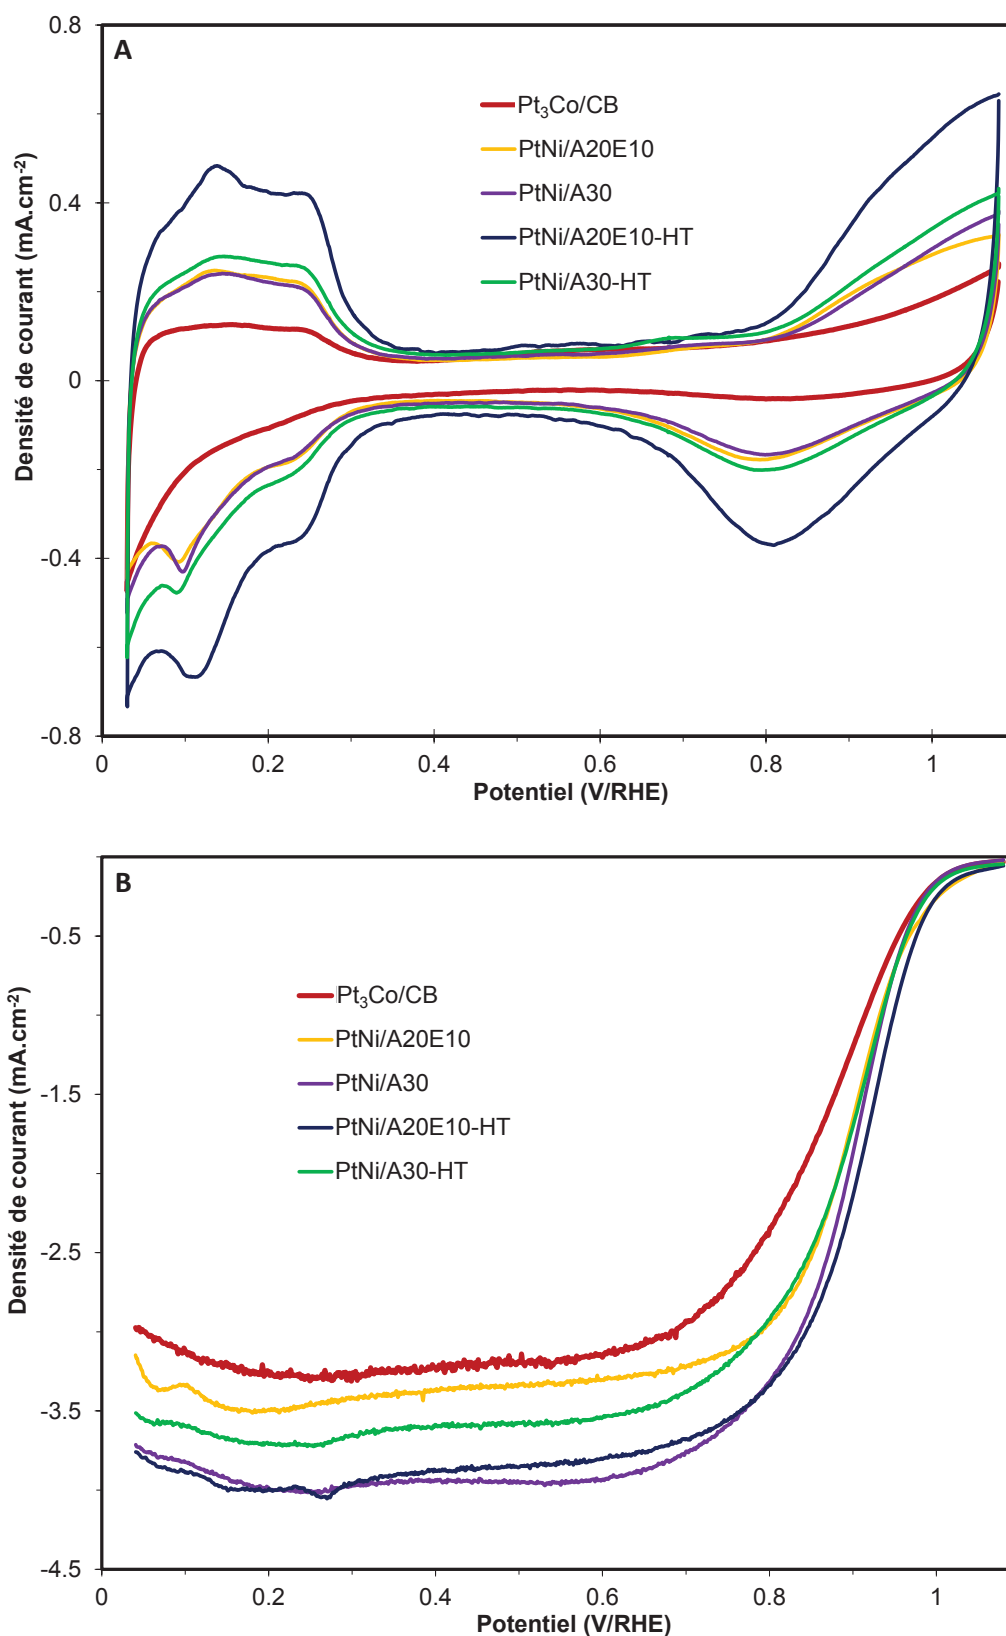 A
0.8
0.4
0
-0.4
-0.8
Densité de courant (mA.cm⁻²)
Pt₃Co/CB
PtNi/A20E10
PtNi/A30
PtNi/A20E10-HT
PtNi/A30-HT
0 0.2 0.4 0.6 0.8 1
Potentiel (V/RHE)
B
-0.5
-1.5
-2.5
-3.5
-4.5
Densité de courant (mA.cm⁻²)
Pt₃Co/CB
PtNi/A20E10
PtNi/A30
PtNi/A20E10-HT
PtNi/A30-HT
0 0.2 0.4 0.6 0.8 1
Potentiel (V/RHE)